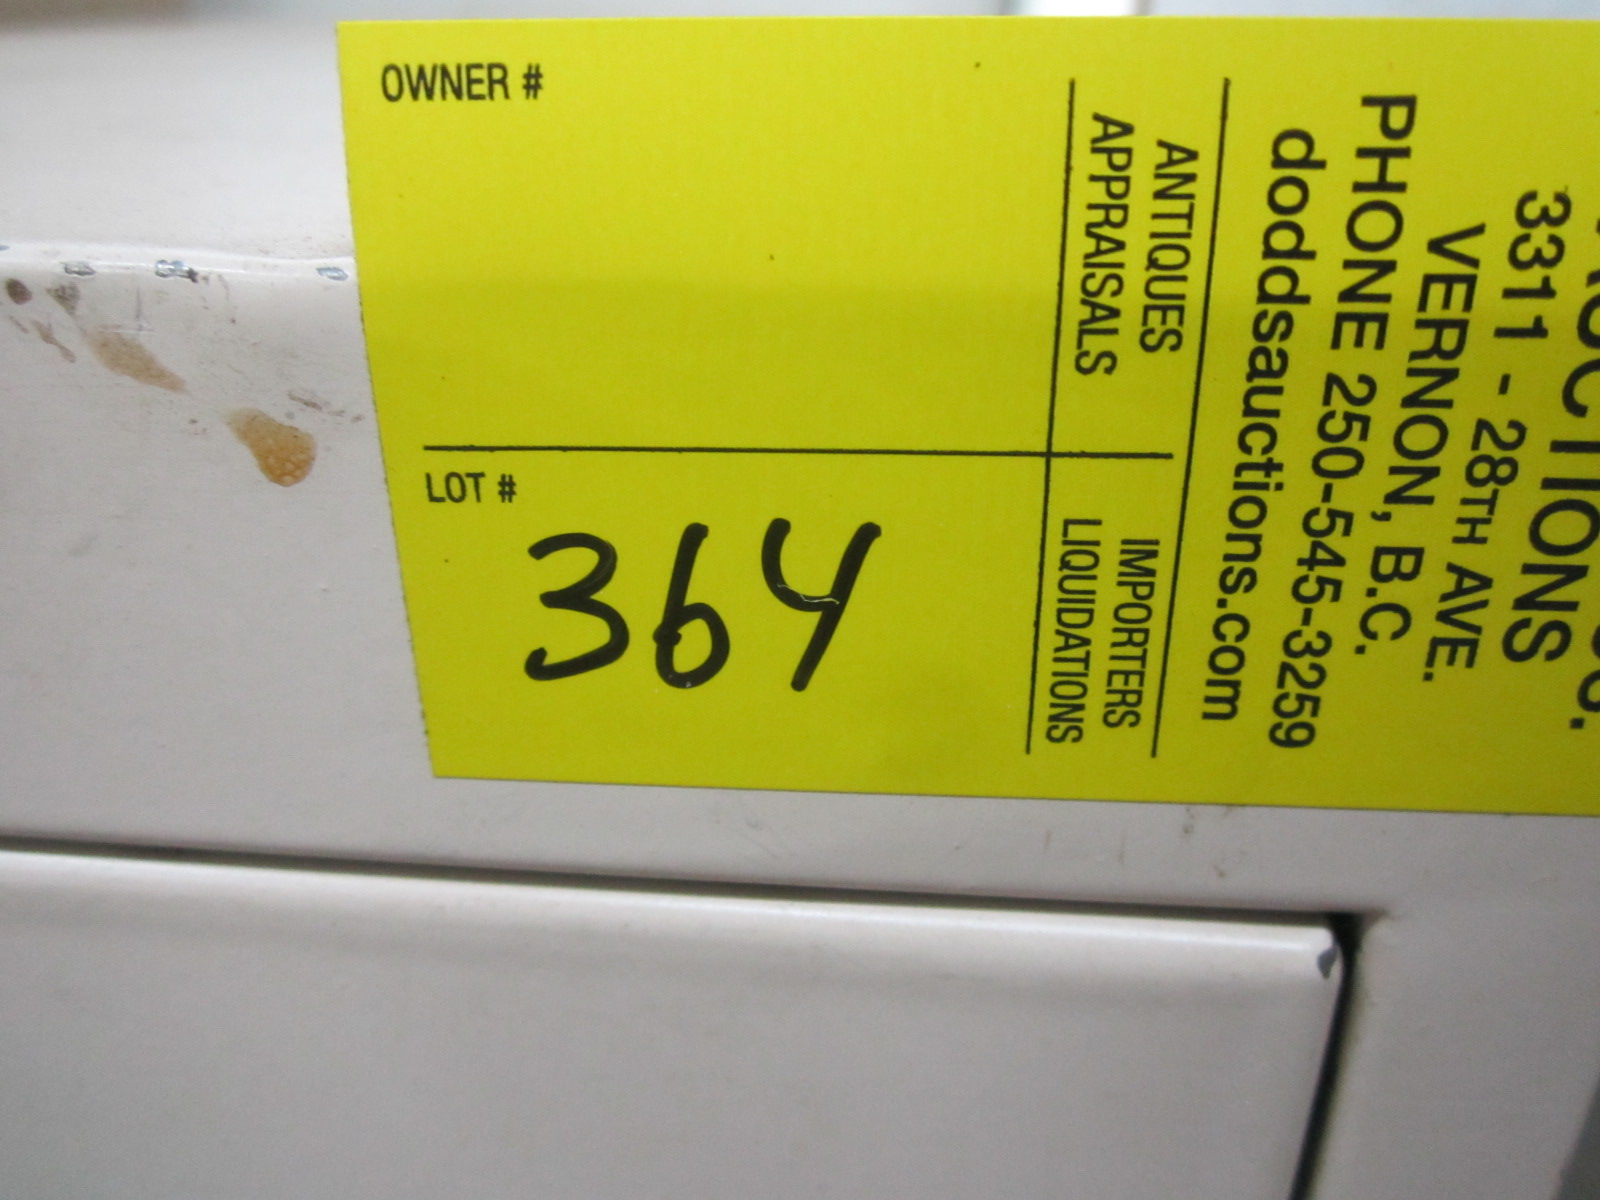 OWNER #
LOT #
364
3311 - 28TH AVE.
VERNON, B.C.
PHONE 250-545-3259
doddsauctions.com
ANTIQUES
APPRAISALS
IMPORTERS
LIQUIDATIONS